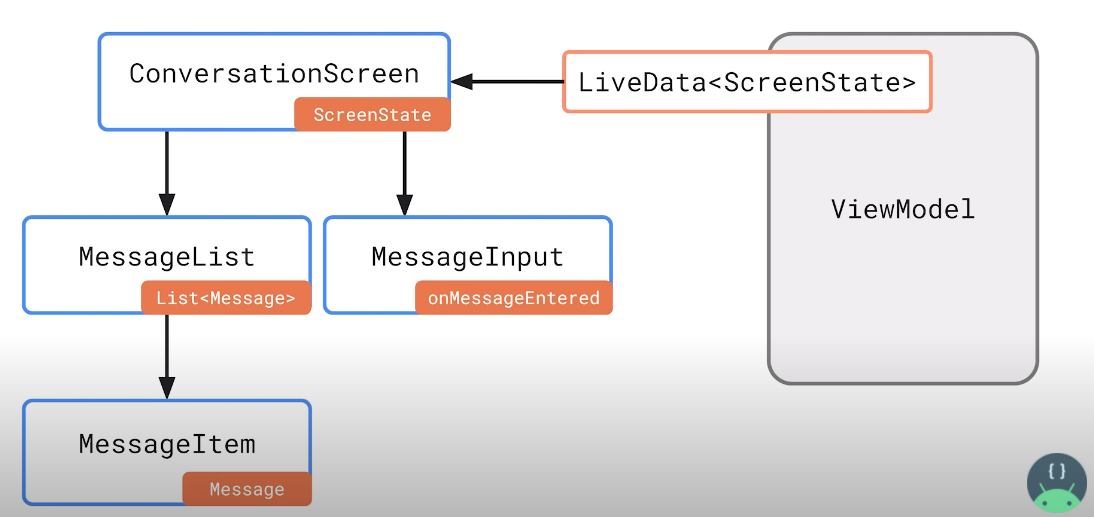 ConversationScreen
ScreenState
LiveData<ScreenState>
ViewModel
MessageList
List<Message>
MessageInput
onMessageEntered
MessageItem
Message
{ }